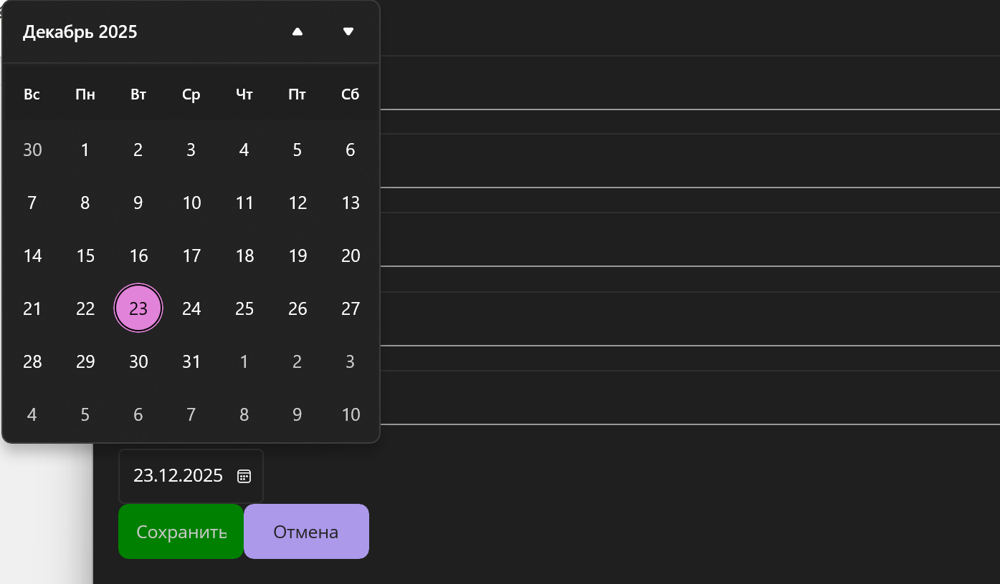 Декабрь 2025
Вс Пн Вт Ср Чт Пт Сб
30 1 2 3 4 5 6
7 8 9 10 11 12 13
14 15 16 17 18 19 20
21 22 23 24 25 26 27
28 29 30 31 1 2 3
4 5 6 7 8 9 10
23.12.2025
Сохранить Отмена